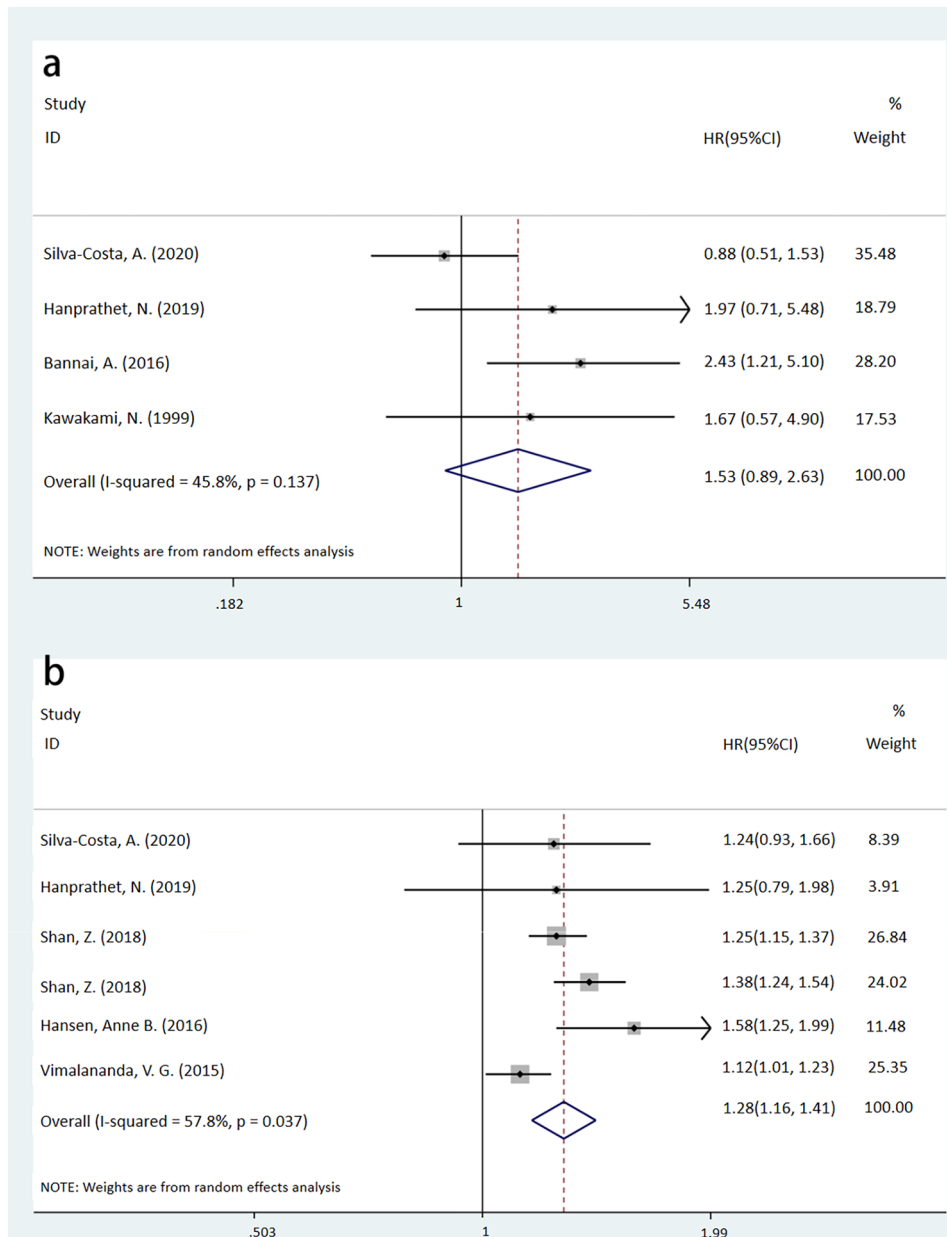 a
Study %
ID HR(95%CI) Weight
Silva-Costa, A. (2020) 0.88 (0.51, 1.53) 35.48
Hanprathet, N. (2019) 1.97 (0.71, 5.48) 18.79
Bannai, A. (2016) 2.43 (1.21, 5.10) 28.20
Kawakami, N. (1999) 1.67 (0.57, 4.90) 17.53
Overall (I-squared = 45.8%, p = 0.137) 1.53 (0.89, 2.63) 100.00
NOTE: Weights are from random effects analysis
.182 1 5.48
b
Study %
ID HR(95%CI) Weight
Silva-Costa, A. (2020) 1.24(0.93, 1.66) 8.39
Hanprathet, N. (2019) 1.25(0.79, 1.98) 3.91
Shan, Z. (2018) 1.25(1.15, 1.37) 26.84
Shan, Z. (2018) 1.38(1.24, 1.54) 24.02
Hansen, Anne B. (2016) 1.58(1.25, 1.99) 11.48
Vimalananda, V. G. (2015) 1.12(1.01, 1.23) 25.35
Overall (I-squared = 57.8%, p = 0.037) 1.28(1.16, 1.41) 100.00
NOTE: Weights are from random effects analysis
.503 1 1.99